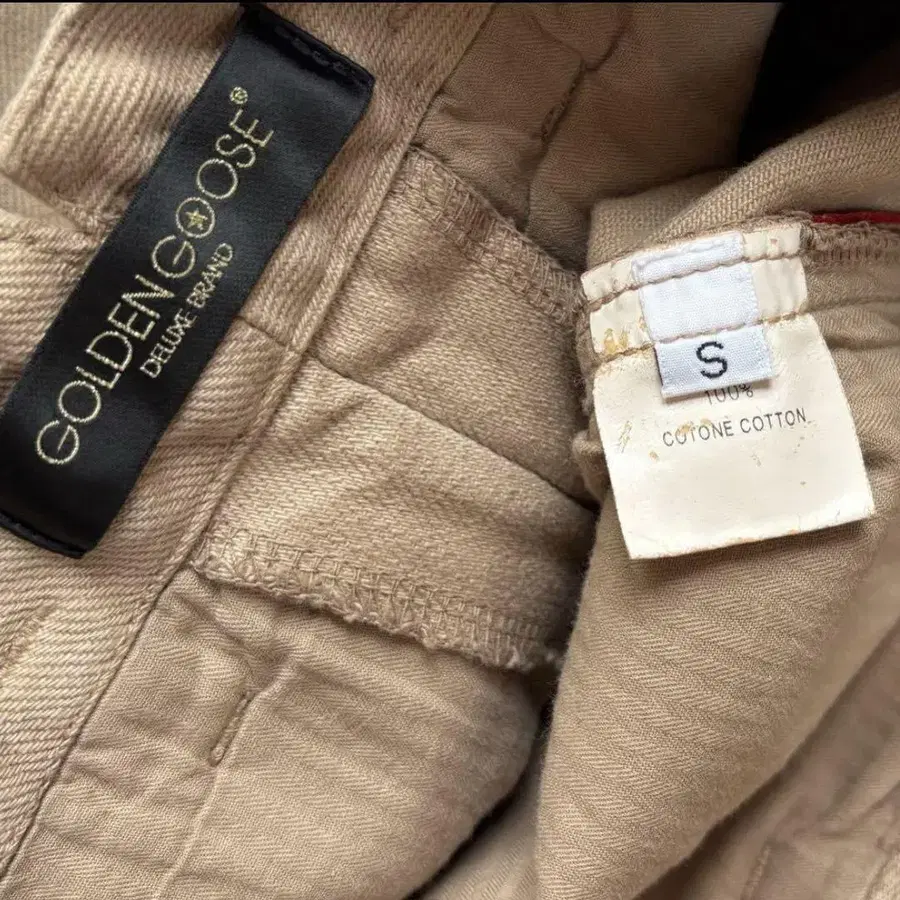 GOLDEN GOOSE®
DELUXE BRAND
S
100%
COTONE COTTON